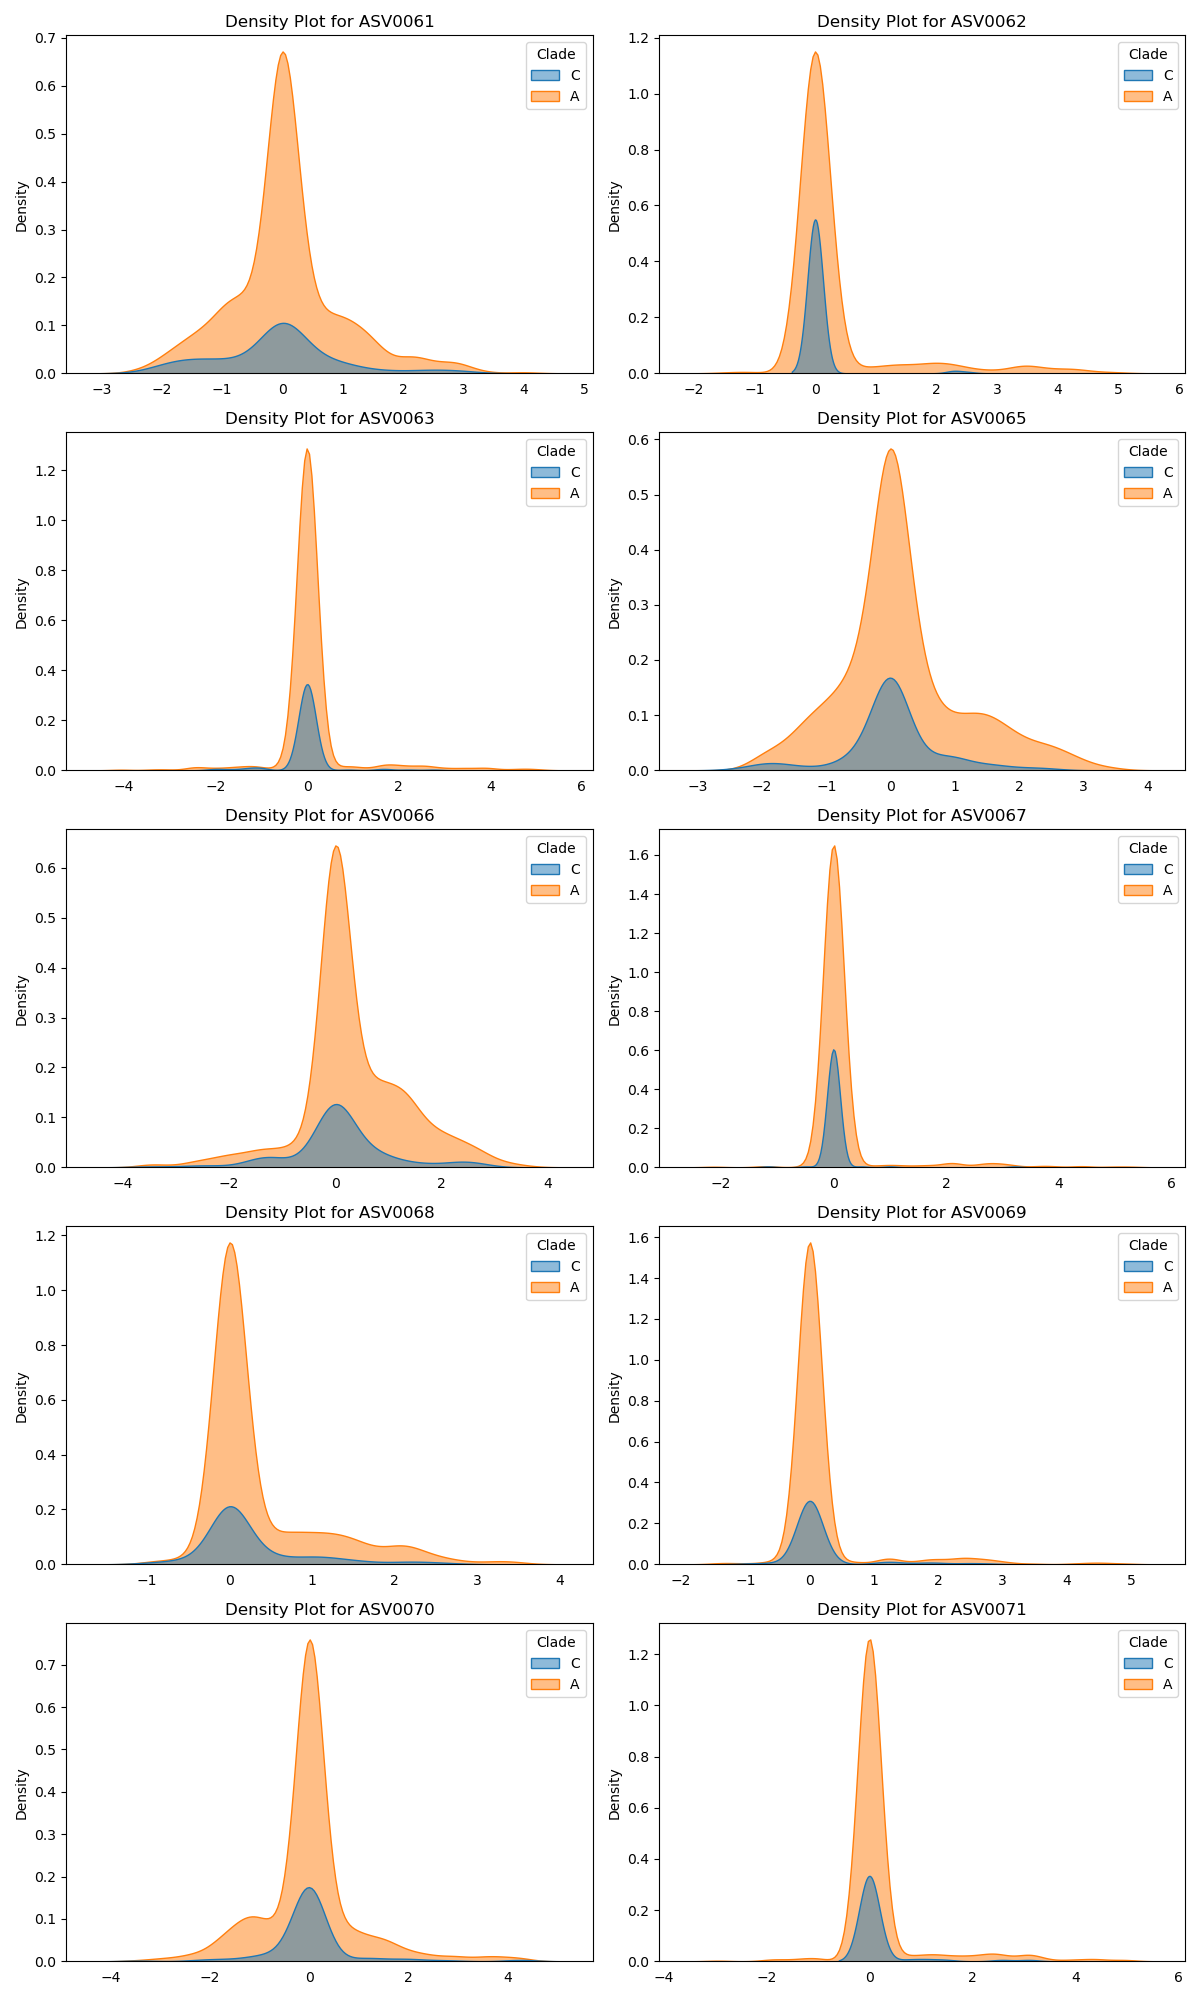 Density Plot for ASV0061
Density
0.7
0.6
0.5
0.4
0.3
0.2
0.1
0.0
−3 −2 −1 0 1 2 3 4 5
Clade
C
A
Density Plot for ASV0062
Density
1.2
1.0
0.8
0.6
0.4
0.2
0.0
−2 −1 0 1 2 3 4 5 6
Clade
C
A
Density Plot for ASV0063
Density
1.2
1.0
0.8
0.6
0.4
0.2
0.0
−4 −2 0 2 4 6
Clade
C
A
Density Plot for ASV0065
Density
0.6
0.5
0.4
0.3
0.2
0.1
0.0
−3 −2 −1 0 1 2 3 4
Clade
C
A
Density Plot for ASV0066
Density
0.6
0.5
0.4
0.3
0.2
0.1
0.0
−4 −2 0 2 4
Clade
C
A
Density Plot for ASV0067
Density
1.6
1.4
1.2
1.0
0.8
0.6
0.4
0.2
0.0
−2 0 2 4 6
Clade
C
A
Density Plot for ASV0068
Density
1.2
1.0
0.8
0.6
0.4
0.2
0.0
−1 0 1 2 3 4
Clade
C
A
Density Plot for ASV0069
Density
1.6
1.4
1.2
1.0
0.8
0.6
0.4
0.2
0.0
−2 −1 0 1 2 3 4 5
Clade
C
A
Density Plot for ASV0070
Density
0.7
0.6
0.5
0.4
0.3
0.2
0.1
0.0
−4 −2 0 2 4
Clade
C
A
Density Plot for ASV0071
Density
1.2
1.0
0.8
0.6
0.4
0.2
0.0
−4 −2 0 2 4 6
Clade
C
A